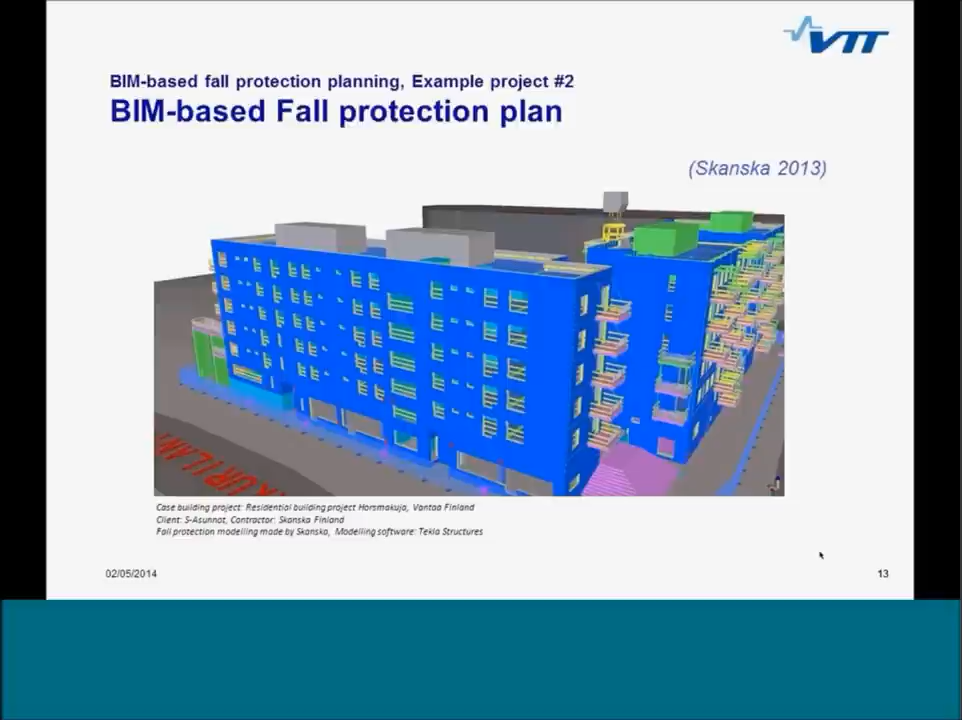 VTT
BIM-based fall protection planning, Example project #2
BIM-based Fall protection plan
(Skanska 2013)
Case building project: Residential building project Horsmakuja, Vantaa Finland
Client: S-Asunnot, Contractor: Skanska Finland
Fall protection modelling made by Skanska, Modelling software: Tekla Structures
02/05/2014
13